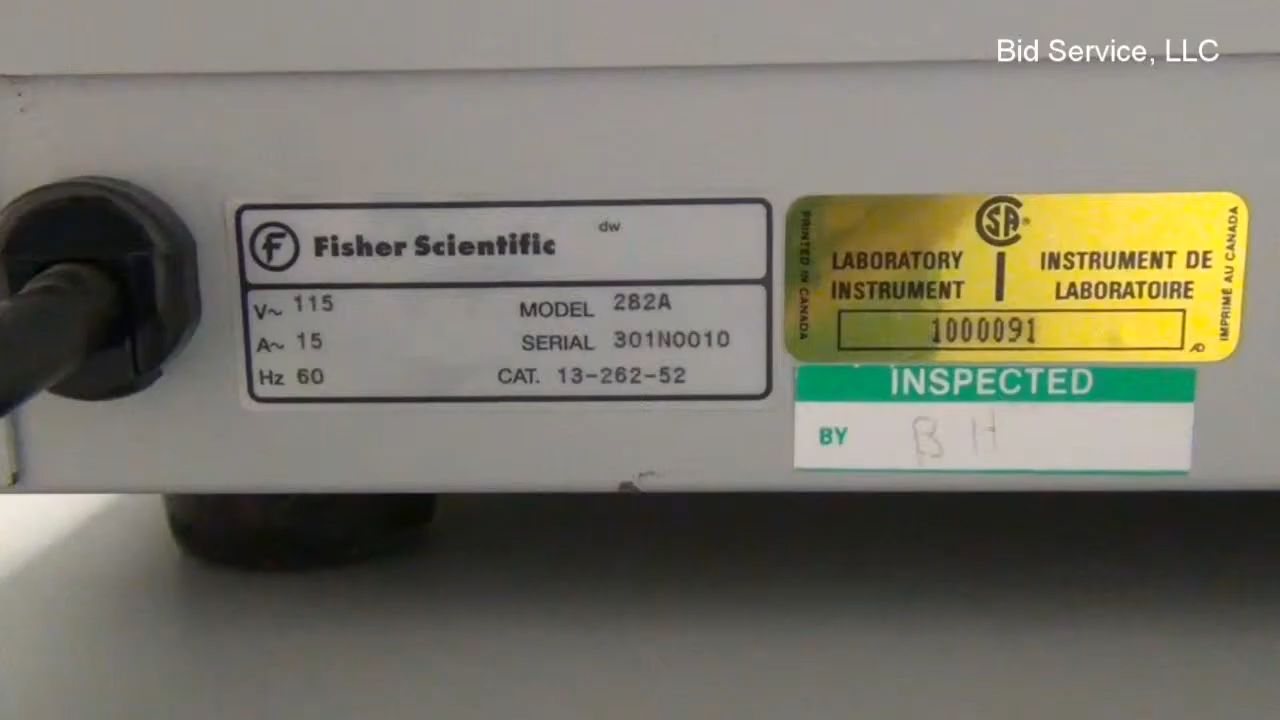 Bid Service, LLC
dw
Fisher Scientific
V~ 115
MODEL 282A
A~ 15
SERIAL 301N0010
Hz 60
CAT. 13-262-52
PRINTED IN CANADA
SA
LABORATORY
INSTRUMENT
INSTRUMENT DE
LABORATOIRE
1000091
IMPRIMÉ AU CANADA
INSPECTED
BY B H